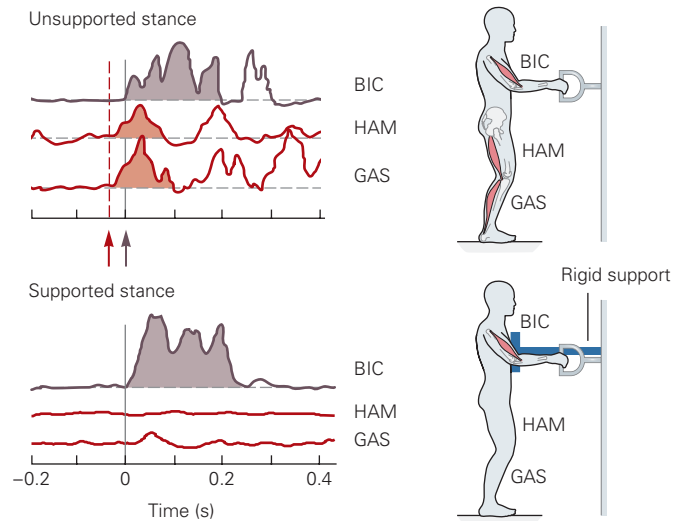 Unsupported stance
BIC
HAM
GAS
BIC
HAM
GAS
Supported stance
BIC
HAM
GAS
−0.2 0 0.2 0.4
Time (s)
Rigid support
BIC
HAM
GAS